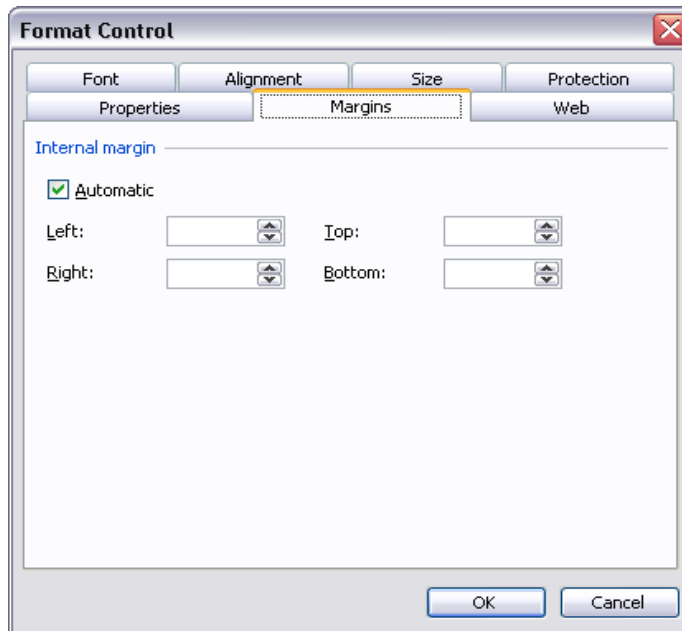 Format Control
Font Alignment Size Protection
Properties Margins Web
Internal margin
Automatic
Left: Top:
Right: Bottom:
OK Cancel